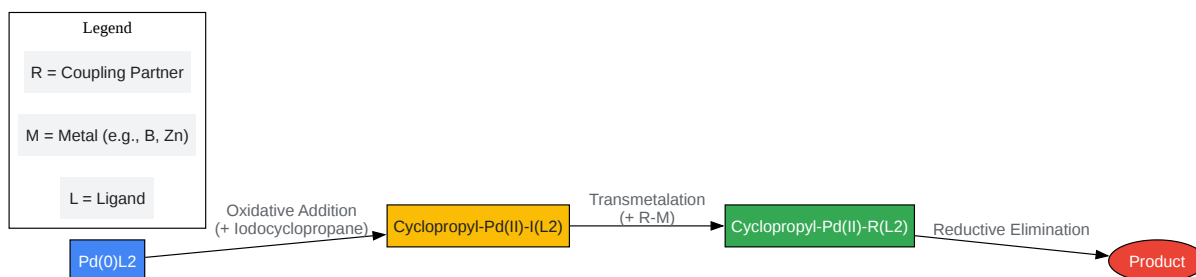 Legend
R = Coupling Partner
M = Metal (e.g., B, Zn)
L = Ligand
Pd(0)L2
Oxidative Addition
(+ Iodocyclopropane)
Cyclopropyl-Pd(II)-I(L2)
Transmetalation
(+ R-M)
Cyclopropyl-Pd(II)-R(L2)
Reductive Elimination
Product